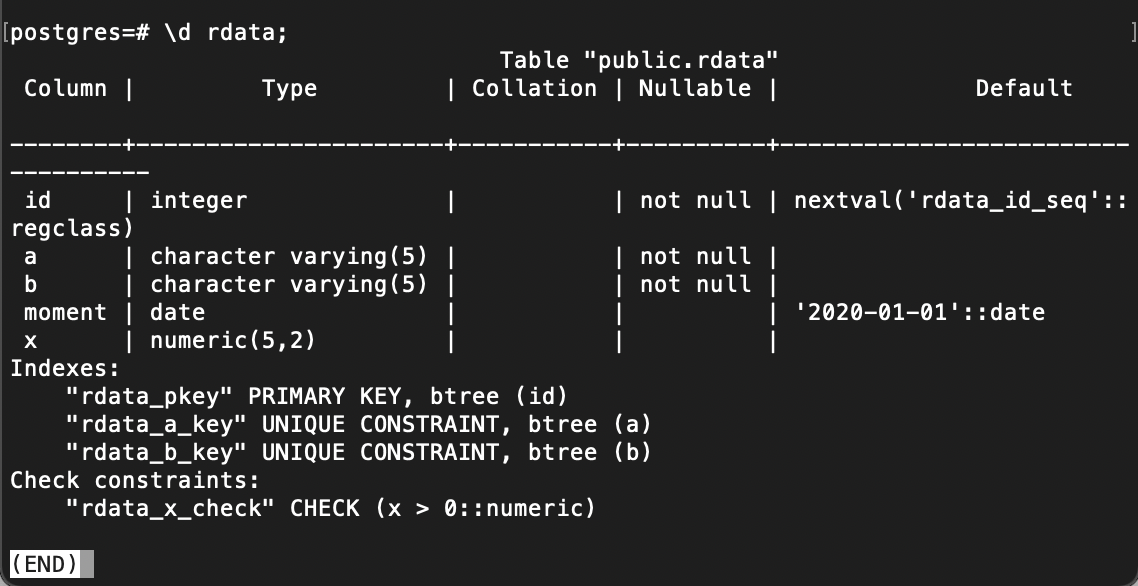 [postgres=# \d rdata;                                                            ]
                                   Table "public.rdata"
 Column |         Type         | Collation | Nullable |              Default

--------+----------------------+-----------+----------+-------------------------
----------
 id     | integer              |           | not null | nextval('rdata_id_seq'::
regclass)
 a      | character varying(5) |           | not null |
 b      | character varying(5) |           | not null |
 moment | date                 |           |          | '2020-01-01'::date
 x      | numeric(5,2)         |           |          |
Indexes:
    "rdata_pkey" PRIMARY KEY, btree (id)
    "rdata_a_key" UNIQUE CONSTRAINT, btree (a)
    "rdata_b_key" UNIQUE CONSTRAINT, btree (b)
Check constraints:
    "rdata_x_check" CHECK (x > 0::numeric)

(END)